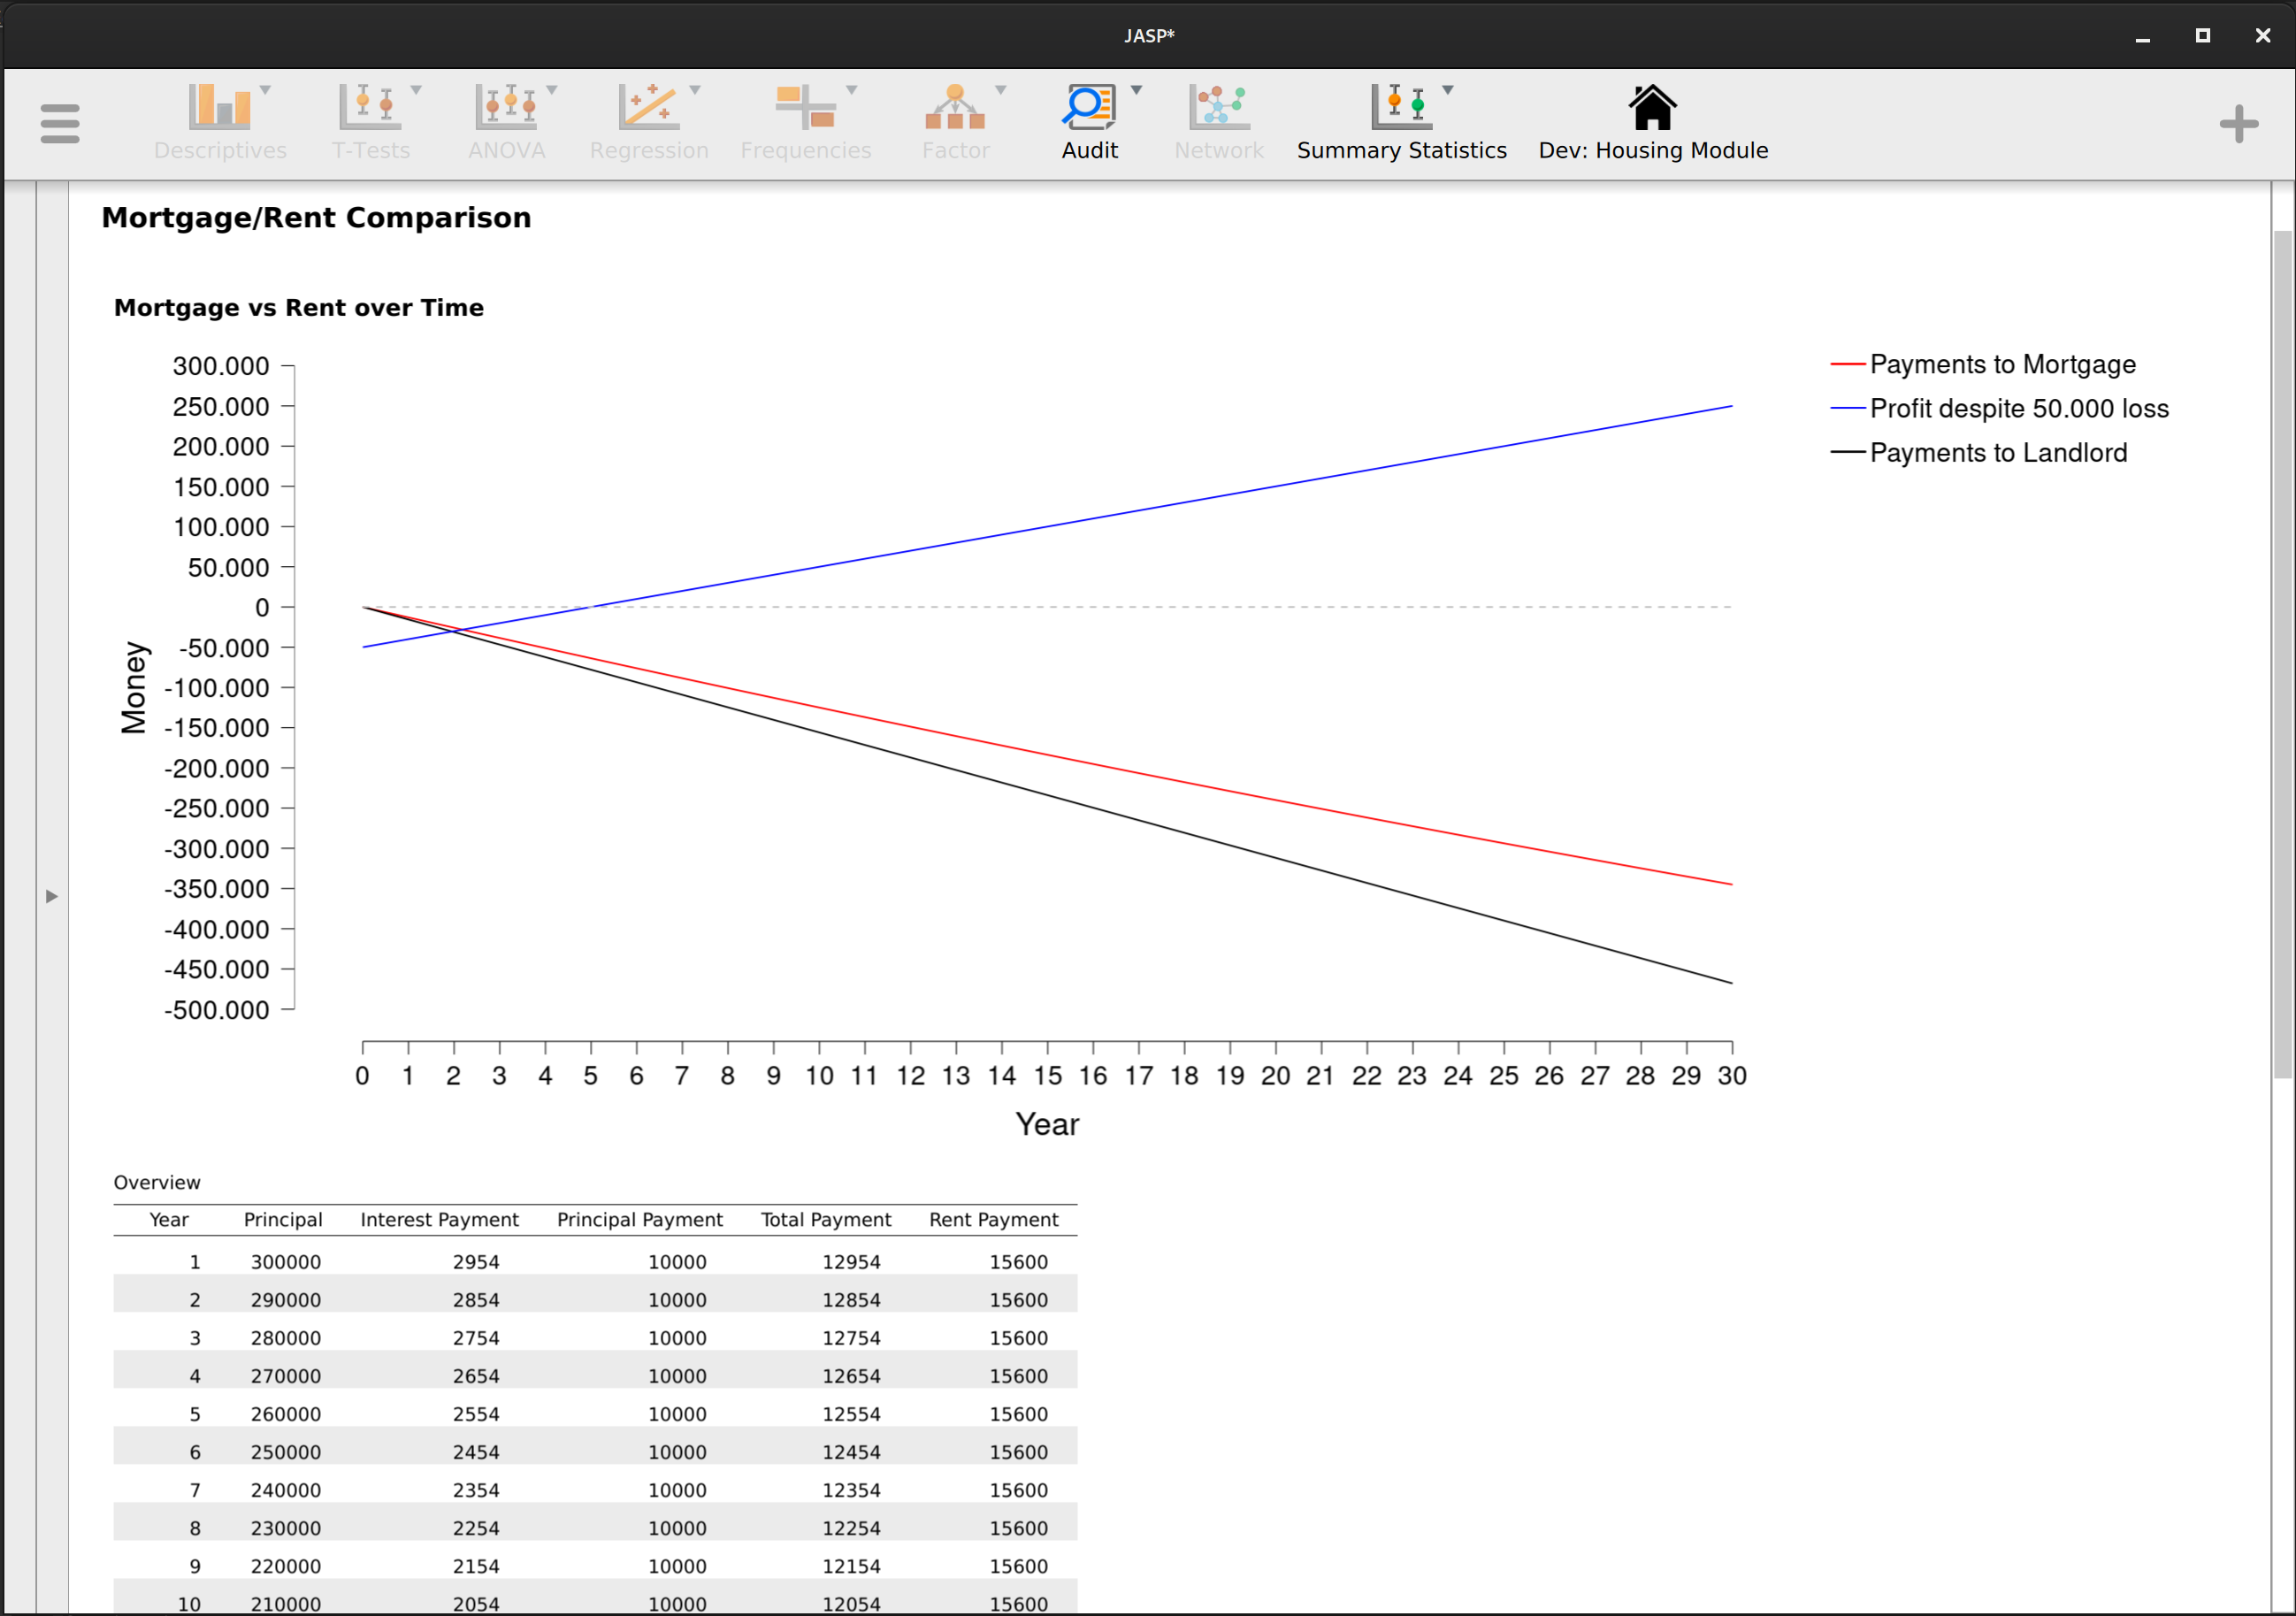 JASP*
Descriptives T-Tests ANOVA Regression Frequencies Factor Audit Network Summary Statistics Dev: Housing Module
Mortgage/Rent Comparison
Mortgage vs Rent over Time
300.000
250.000
200.000
150.000
100.000
50.000
0
-50.000
-100.000
-150.000
-200.000
-250.000
-300.000
-350.000
-400.000
-450.000
-500.000
Money
Payments to Mortgage
Profit despite 50.000 loss
Payments to Landlord
0 1 2 3 4 5 6 7 8 9 10 11 12 13 14 15 16 17 18 19 20 21 22 23 24 25 26 27 28 29 30
Year
Overview
Year Principal Interest Payment Principal Payment Total Payment Rent Payment
1 300000 2954 10000 12954 15600
2 290000 2854 10000 12854 15600
3 280000 2754 10000 12754 15600
4 270000 2654 10000 12654 15600
5 260000 2554 10000 12554 15600
6 250000 2454 10000 12454 15600
7 240000 2354 10000 12354 15600
8 230000 2254 10000 12254 15600
9 220000 2154 10000 12154 15600
10 210000 2054 10000 12054 15600